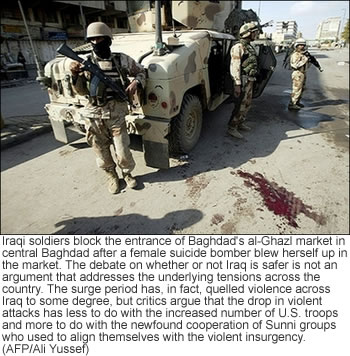 Iraqi soldiers block the entrance of Baghdad's al-Ghazl market in
central Baghdad after a female suicide bomber blew herself up in
the market. The debate on whether or not Iraq is safer is not an
argument that addresses the underlying tensions across the
country. The surge period has, in fact, quelled violence across
Iraq to some degree, but critics argue that the drop in violent
attacks has less to do with the increased number of U.S. troops
and more to do with the newfound cooperation of Sunni groups
who used to align themselves with the violent insurgency.
(AFP/Ali Yussef)